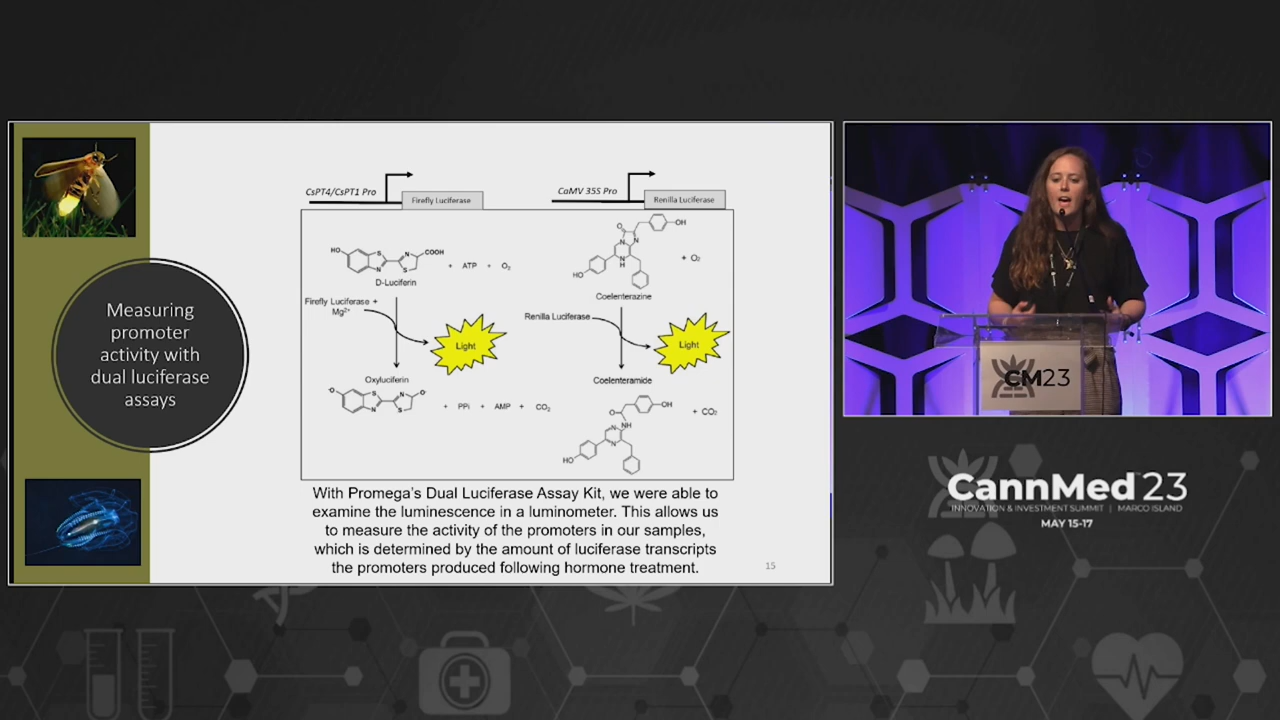 Measuring
promoter
activity with
dual luciferase
assays
CsPT4/CsPT1 Pro
Firefly Luciferase
CaMV 35S Pro
Renilla Luciferase
HO
S
N
N
S
COOH
+ ATP + O₂
D-Luciferin
Firefly Luciferase +
Mg²⁺
Light
Oxyluciferin
O
S
N
N
S
O
+ PPi + AMP + CO₂
O
OH
N
N
N
H
HO
+ O₂
Coelenterazine
Renilla Luciferase
Light
Coelenteramide
O
OH
NH
N
N
HO
+ CO₂
With Promega's Dual Luciferase Assay Kit, we were able to
examine the luminescence in a luminometer. This allows us
to measure the activity of the promoters in our samples,
which is determined by the amount of luciferase transcripts
the promoters produced following hormone treatment.
15
CM23
CannMed 23
INNOVATION & INVESTMENT SUMMIT | MARCO ISLAND
MAY 15-17